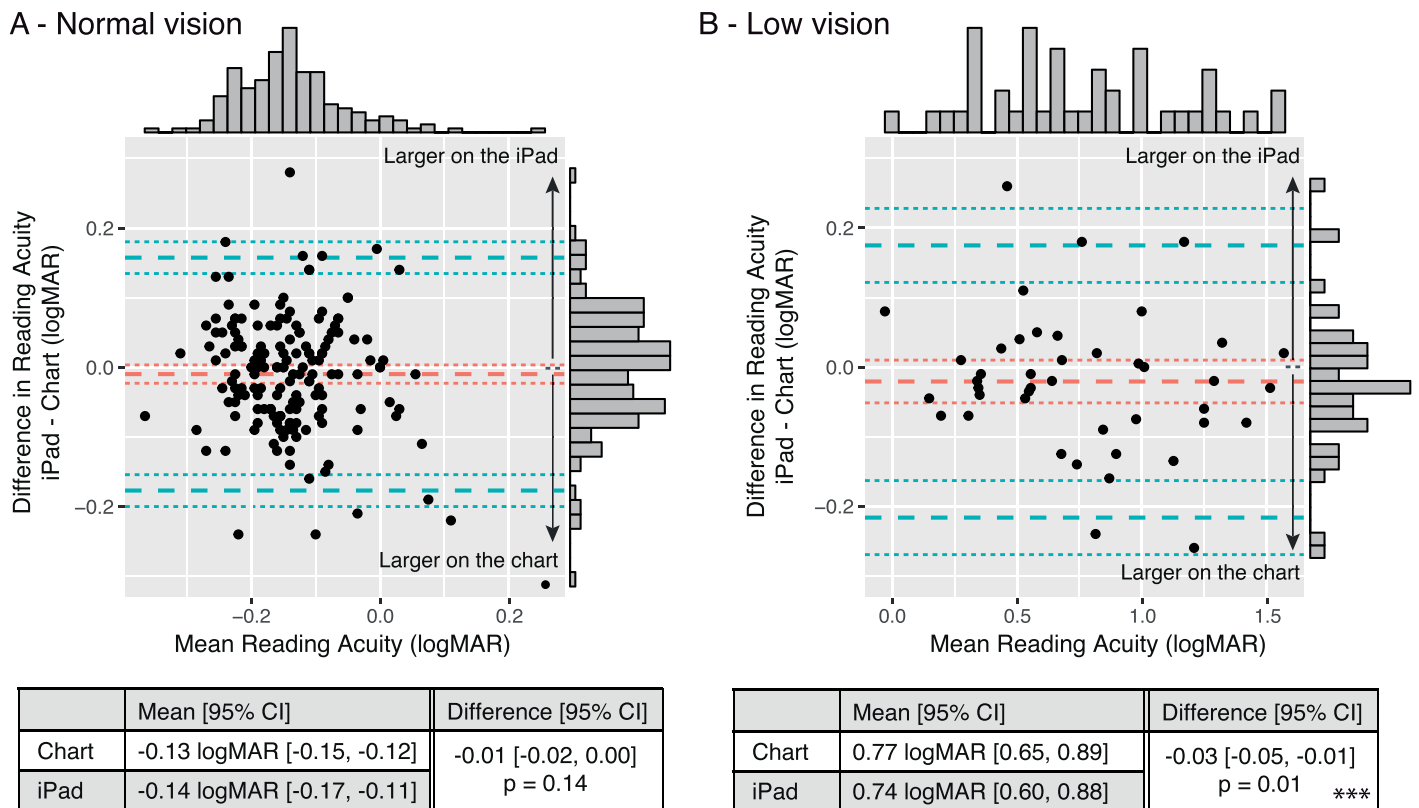 A - Normal vision
Larger on the iPad
0.2
0.0
−0.2
Difference in Reading Acuity
iPad - Chart (logMAR)
Larger on the chart
−0.2
0.0
0.2
Mean Reading Acuity (logMAR)
Mean [95% CI]
Difference [95% CI]
Chart
-0.13 logMAR [-0.15, -0.12]
-0.01 [-0.02, 0.00]
p = 0.14
iPad
-0.14 logMAR [-0.17, -0.11]
B - Low vision
Larger on the iPad
0.2
0.0
−0.2
Difference in Reading Acuity
iPad - Chart (logMAR)
Larger on the chart
0.0
0.5
1.0
1.5
Mean Reading Acuity (logMAR)
Mean [95% CI]
Difference [95% CI]
Chart
0.77 logMAR [0.65, 0.89]
-0.03 [-0.05, -0.01]
p = 0.01
***
iPad
0.74 logMAR [0.60, 0.88]